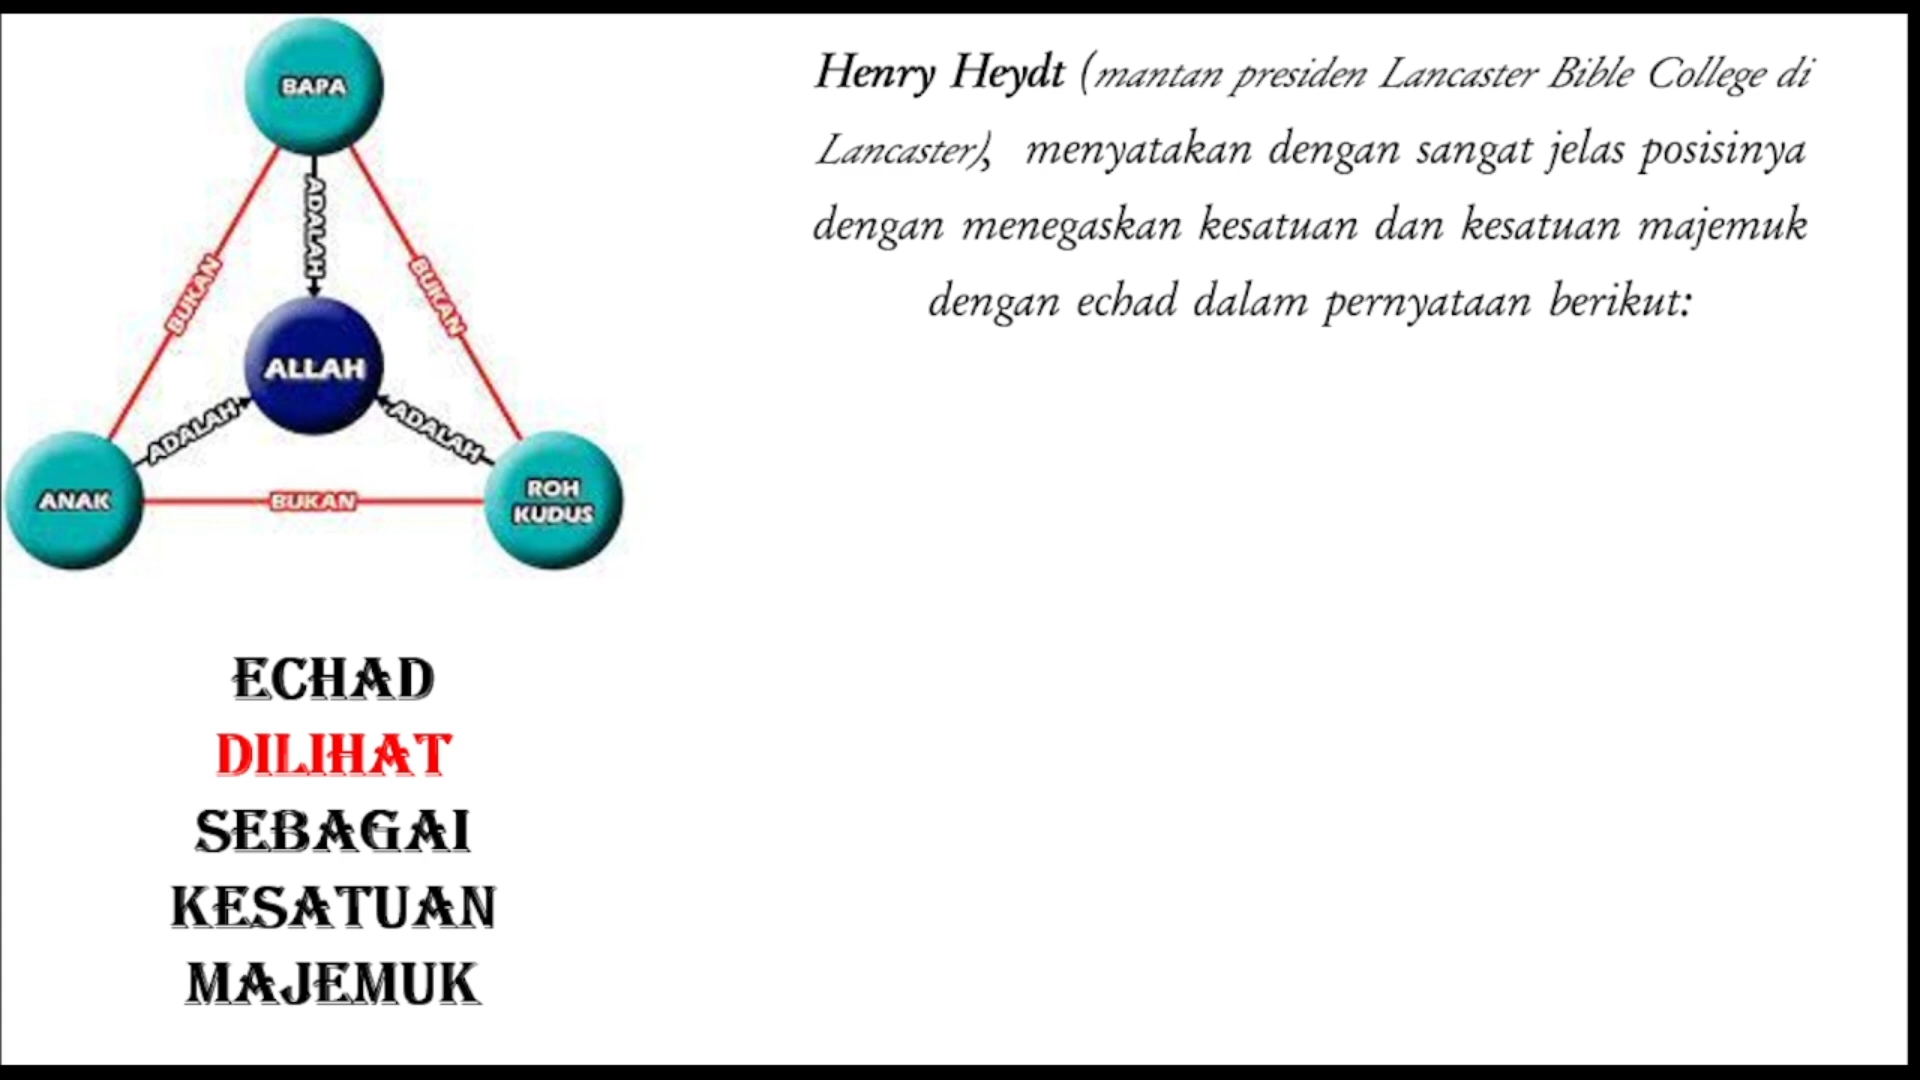 BAPA
ADALAH
BUKAN
BUKAN
ALLAH
ADALAH
ADALAH
ANAK
BUKAN
ROH
KUDUS
ECHAD
DILIHAT
SEBAGAI
KESATUAN
MAJEMUK
Henry Heydt (mantan presiden Lancaster Bible College di
Lancaster), menyatakan dengan sangat jelas posisinya
dengan menegaskan kesatuan dan kesatuan majemuk
dengan echad dalam pernyataan berikut: